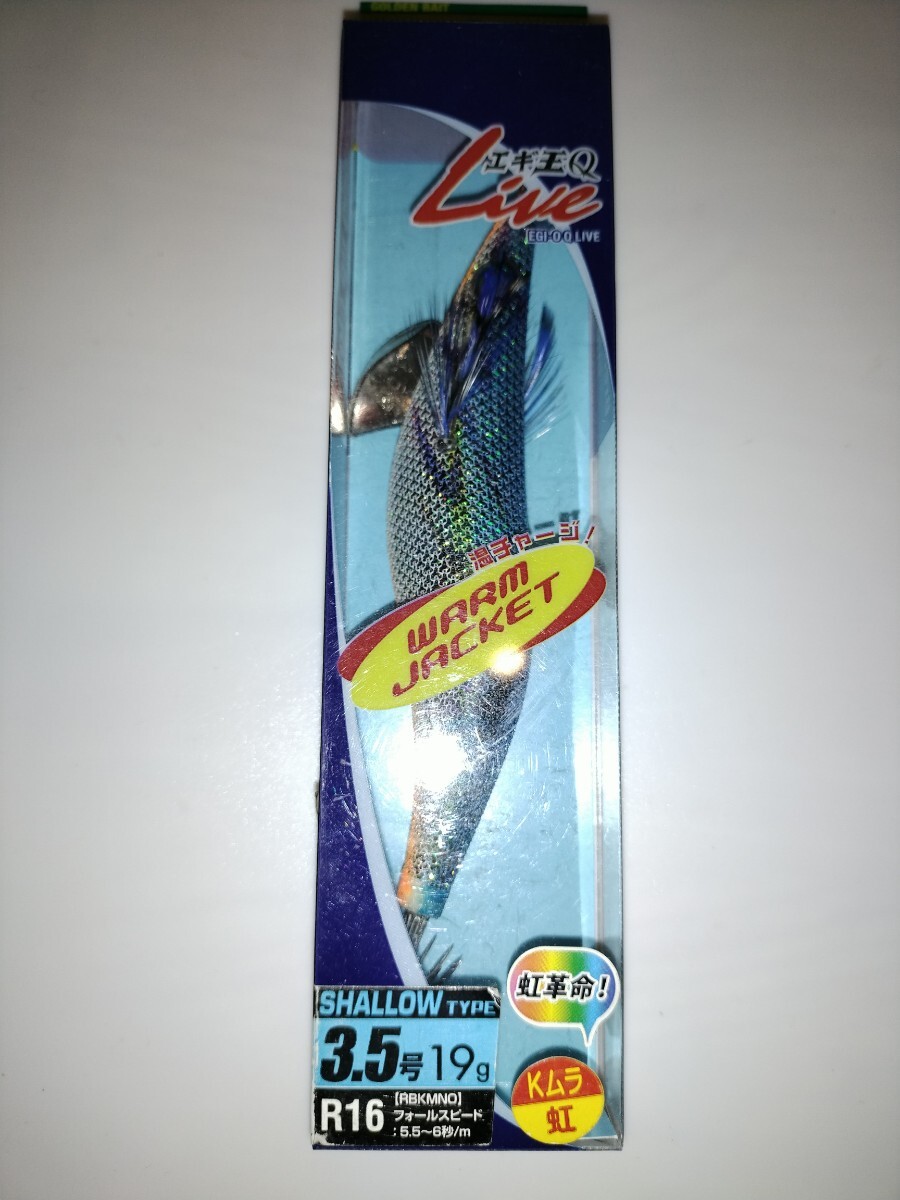 GOLDEN BAIT
エギ王Q
Live
EGI-O Q LIVE
温チャージ!
WARM
JACKET
虹革命!
SHALLOW TYPE
3.5号 19g
R16
【RBKMNO】
フォールスピード
:5.5～6秒/m
Kムラ
虹